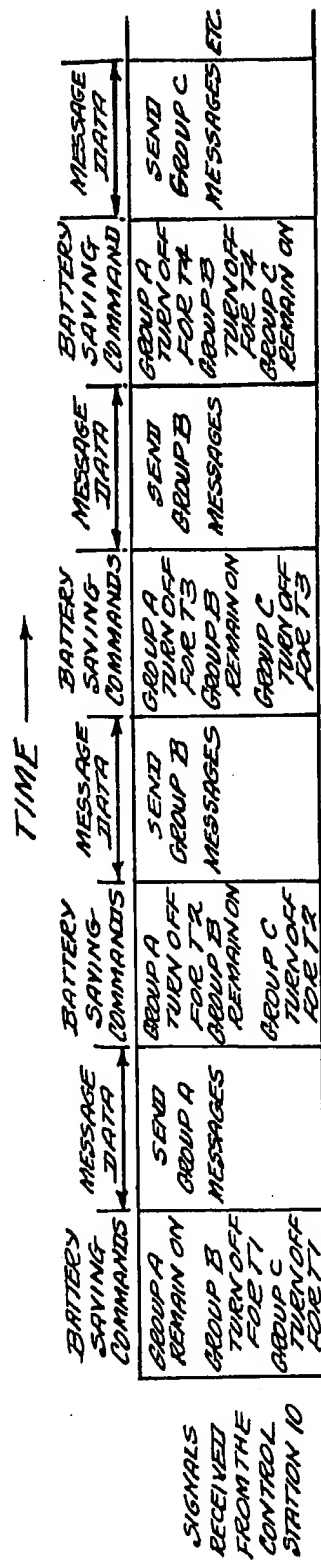 TIME
BATTERY
SAVING
COMMANDS
MESSAGE
DATA
BATTERY
SAVING
COMMANDS
MESSAGE
DATA
BATTERY
SAVING
COMMANDS
MESSAGE
DATA
BATTERY
SAVING
COMMAND
MESSAGE
DATA
SIGNALS
RECEIVED
FROM THE
CONTROL
STATION 10
GROUP A
REMAIN ON
GROUP B
TURN OFF
FOR T1
GROUP C
TURN OFF
FOR T1
SEND
GROUP A
MESSAGES
GROUP A
TURN OFF
FOR T2
GROUP B
REMAIN ON
GROUP C
TURN OFF
FOR T2
SEND
GROUP B
MESSAGES
GROUP A
TURN OFF
FOR T3
GROUP B
REMAIN ON
GROUP C
TURN OFF
FOR T3
SEND
GROUP B
MESSAGES
GROUP A
TURN OFF
FOR T4
GROUP B
TURN OFF
FOR T4
GROUP C
REMAIN ON
SEND
GROUP C
MESSAGES
ETC.